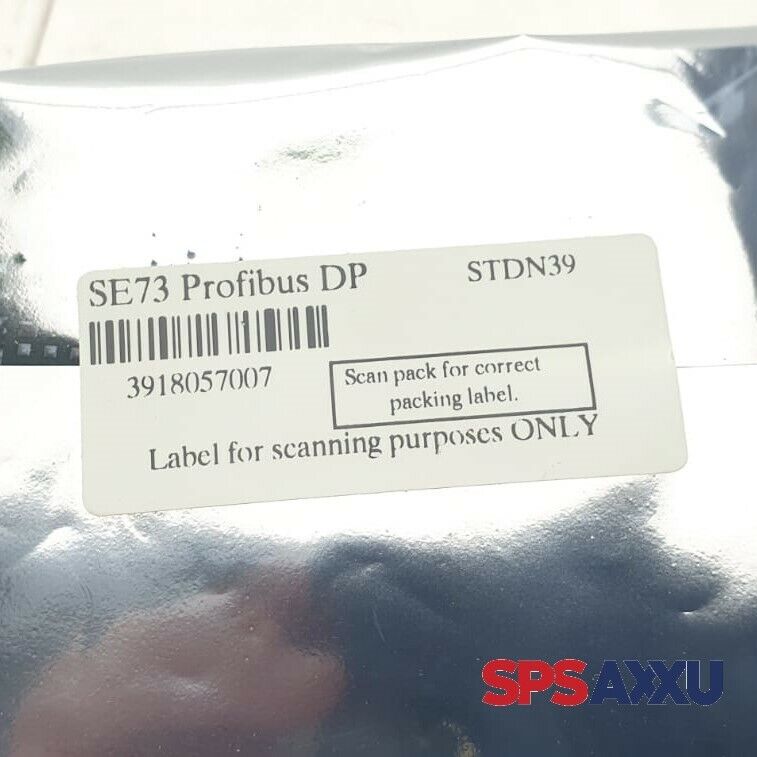 SE73 Profibus DP STDN39
3918057007
Scan pack for correct
packing label.
Label for scanning purposes ONLY
SPSAXXU